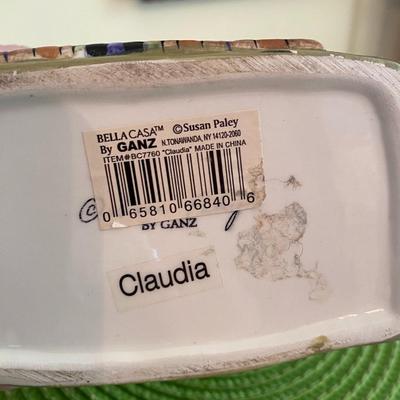 BELLA CASA™ ©Susan Paley
By GANZ N.TONAWANDA, NY 14120-2060
ITEM#BC7760 "Claudia" MADE IN CHINA
0 65810 66840 6
©
BY GANZ
Claudia